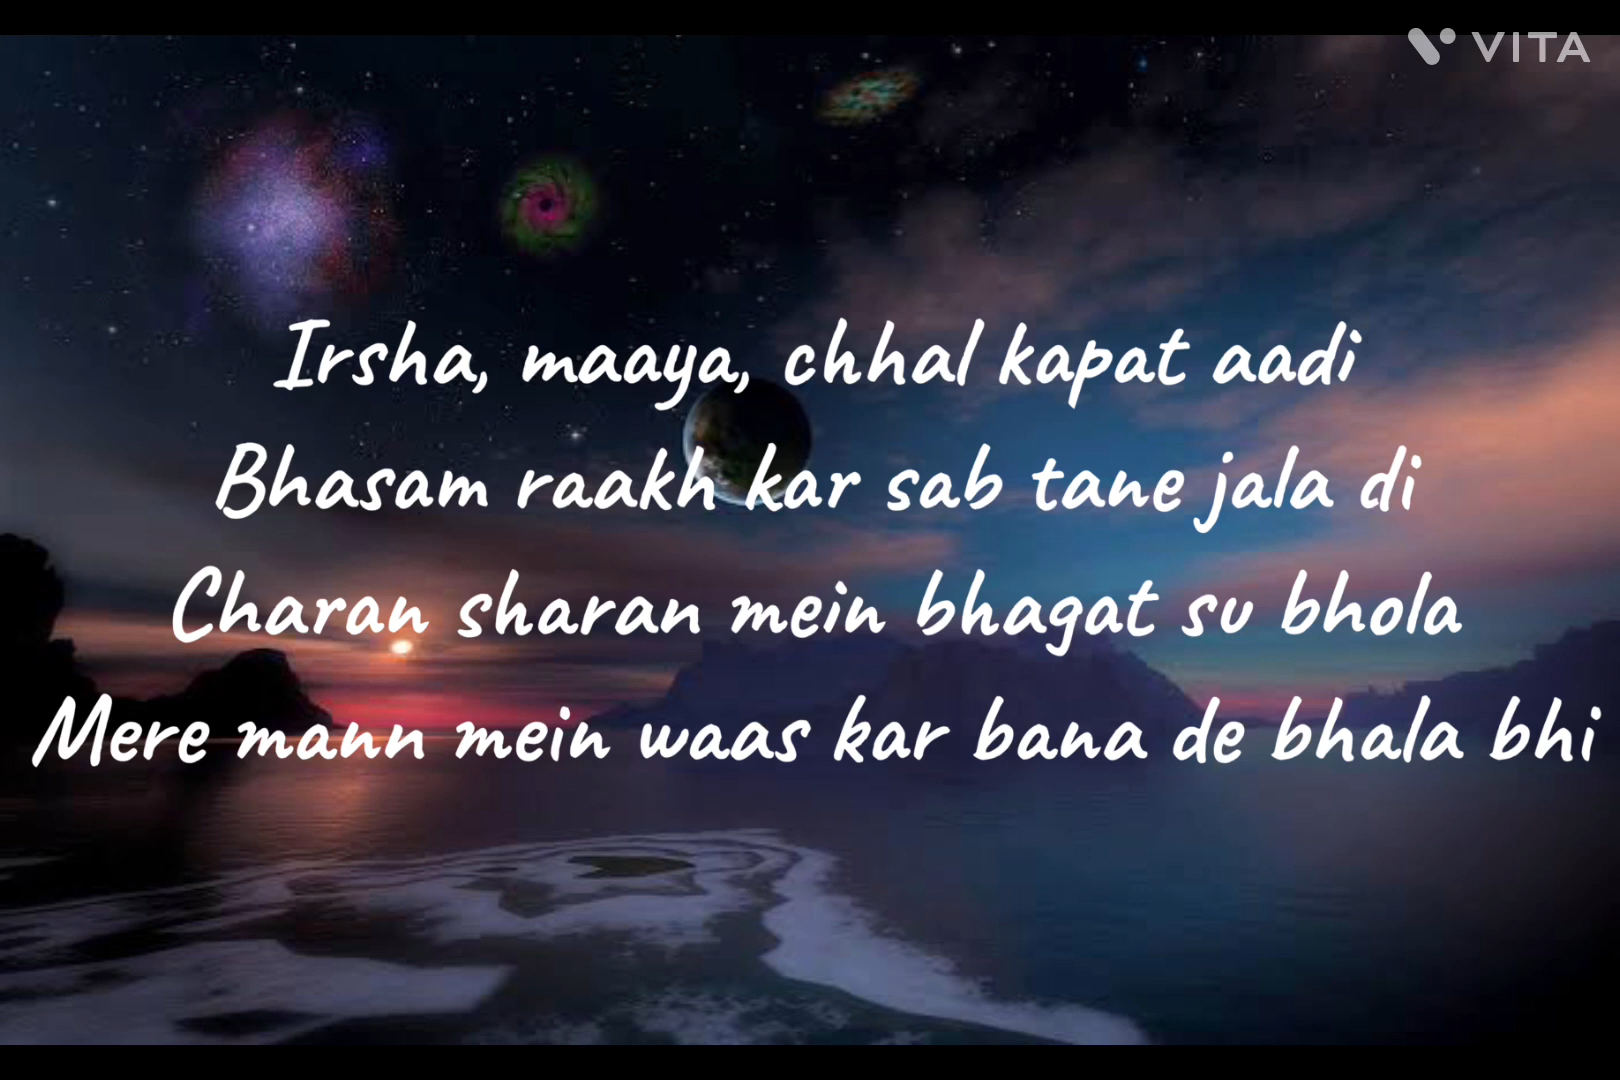 VITA
Irsha, maaya, chhal kapat aadi
Bhasam raakh kar sab tane jala di
Charan sharan mein bhagat su bhola
Mere mann mein waas kar bana de bhala bhi